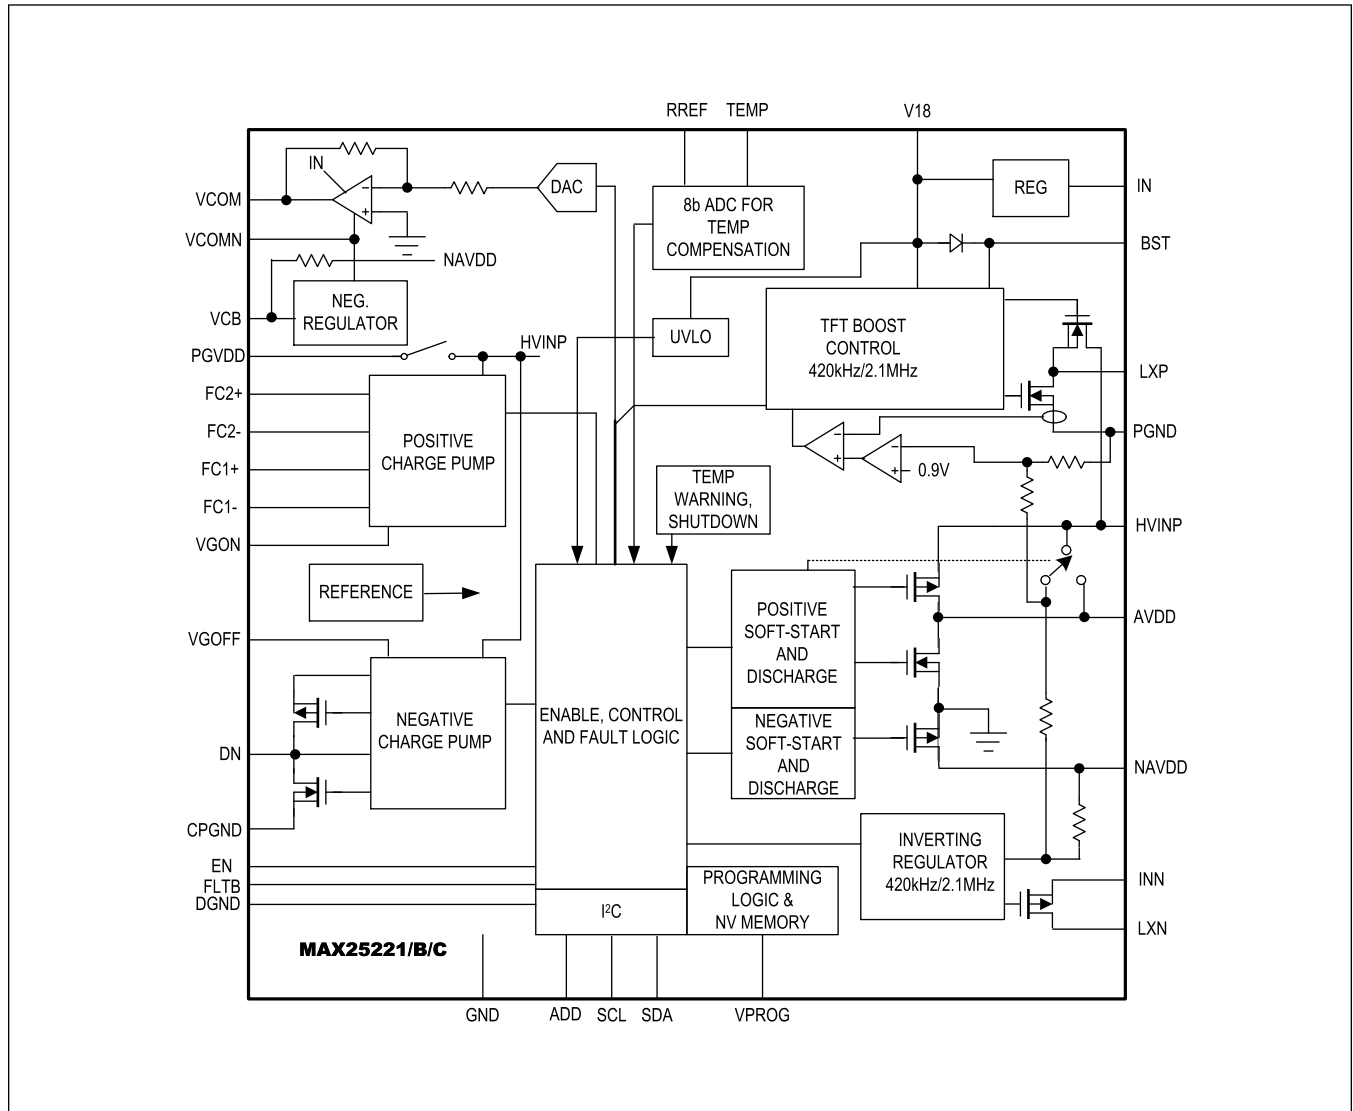 RREF TEMP V18
IN
VCOM
VCOMN
VCB
PGVDD
FC2+
FC2-
FC1+
FC1-
VGON
VGOFF
DN
CPGND
EN
FLTB
DGND
DAC
NAVDD
NEG.
REGULATOR
HVINP
POSITIVE
CHARGE PUMP
REFERENCE
NEGATIVE
CHARGE PUMP
8b ADC FOR
TEMP
COMPENSATION
UVLO
TEMP
WARNING,
SHUTDOWN
ENABLE, CONTROL
AND FAULT LOGIC
I²C
REG
TFT BOOST
CONTROL
420kHz/2.1MHz
0.9V
POSITIVE
SOFT-START
AND
DISCHARGE
NEGATIVE
SOFT-START
AND
DISCHARGE
INVERTING
REGULATOR
420kHz/2.1MHz
PROGRAMMING
LOGIC &
NV MEMORY
IN
BST
LXP
PGND
HVINP
AVDD
NAVDD
INN
LXN
MAX25221/B/C
GND ADD SCL SDA VPROG